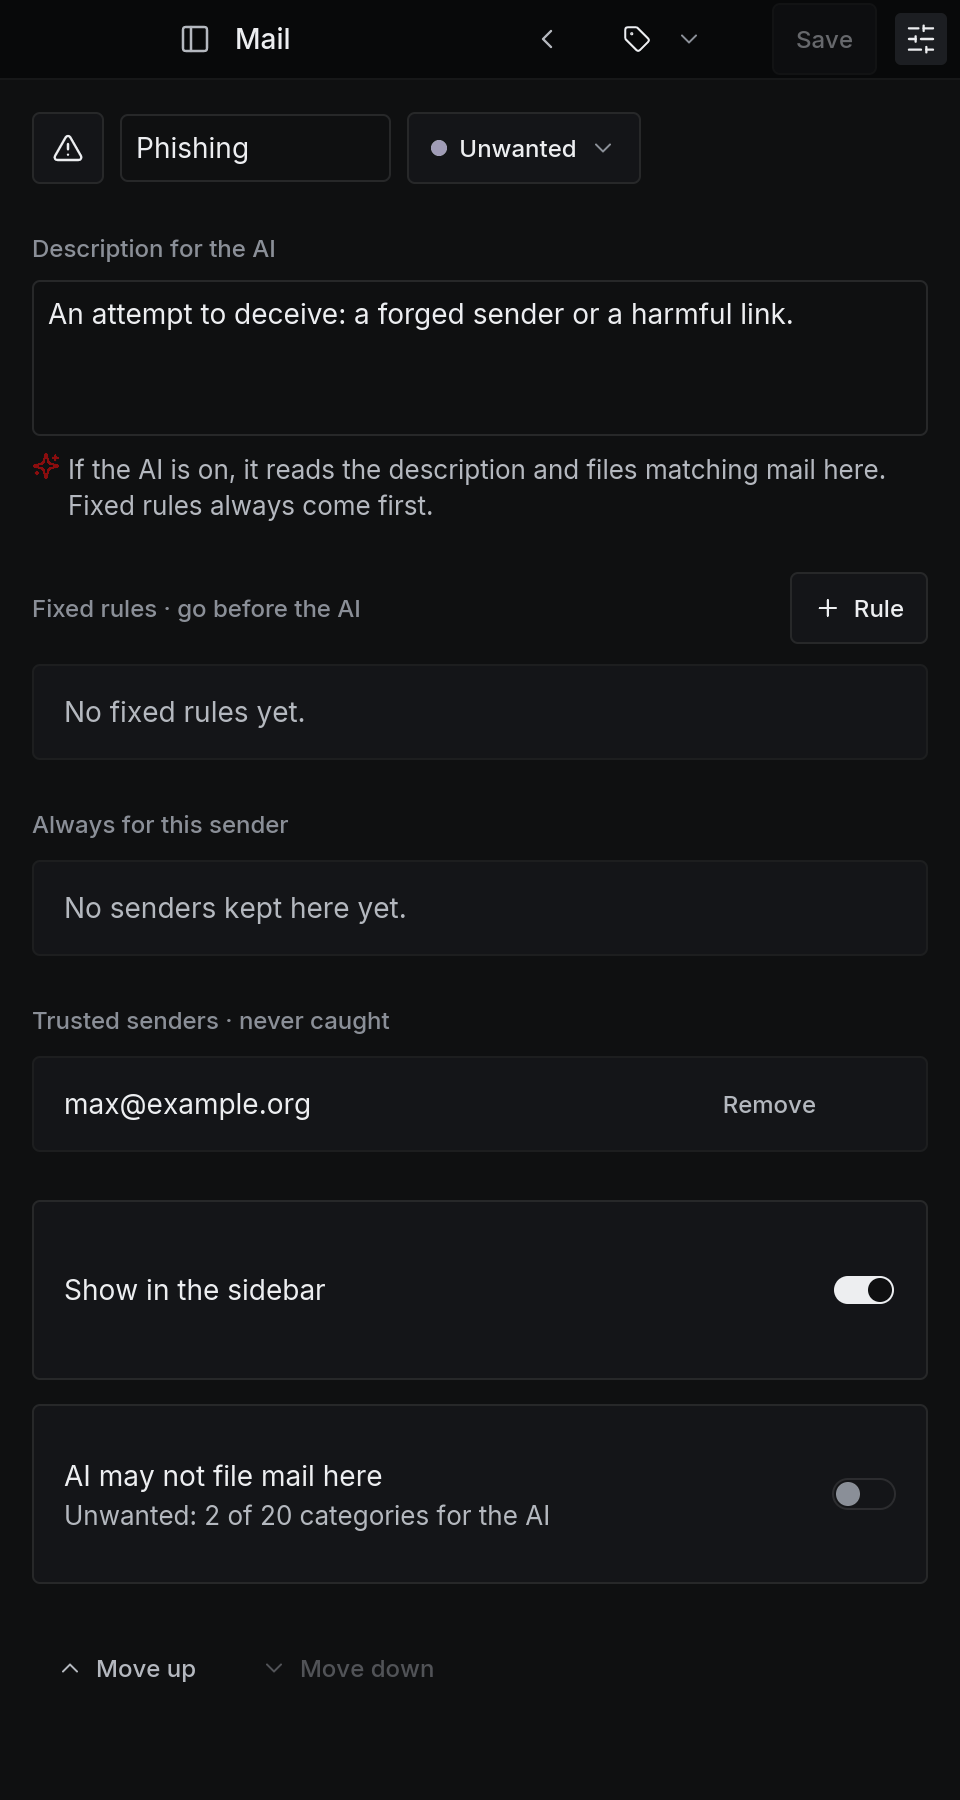 Mail
Save
Phishing
Unwanted
Description for the AI
An attempt to deceive: a forged sender or a harmful link.
If the AI is on, it reads the description and files matching mail here.
Fixed rules always come first.
Fixed rules · go before the AI
Rule
No fixed rules yet.
Always for this sender
No senders kept here yet.
Trusted senders · never caught
max@example.org
Remove
Show in the sidebar
AI may not file mail here
Unwanted: 2 of 20 categories for the AI
Move up
Move down